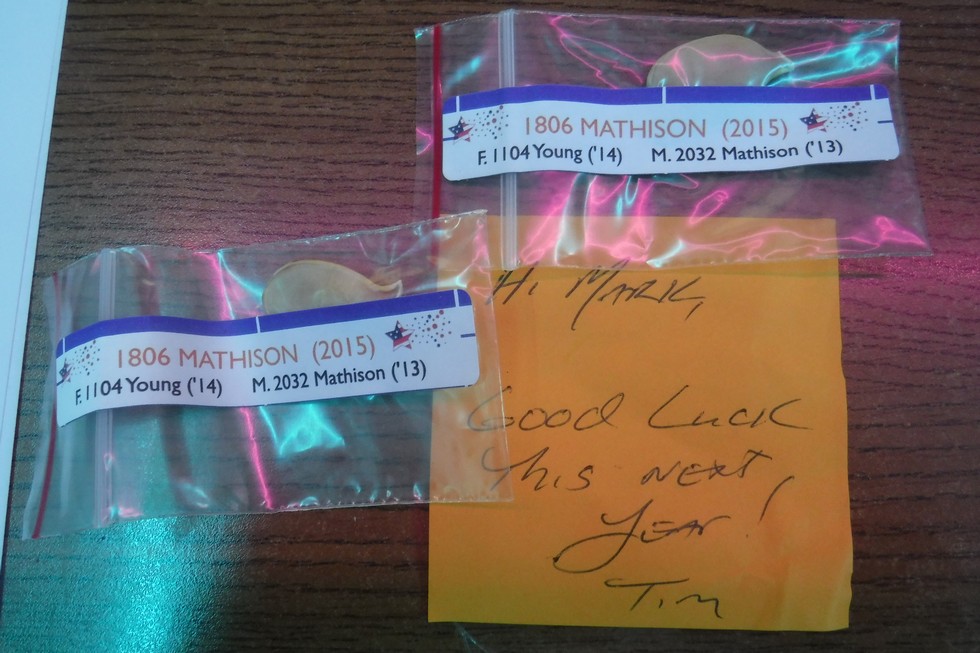 1806 MATHISON (2015)
F. 1104 Young ('14) M. 2032 Mathison ('13)
1806 MATHISON (2015)
F. 1104 Young ('14) M. 2032 Mathison ('13)
Hi MARK,
Good Luck
This NEXT
YEAR!
Tim